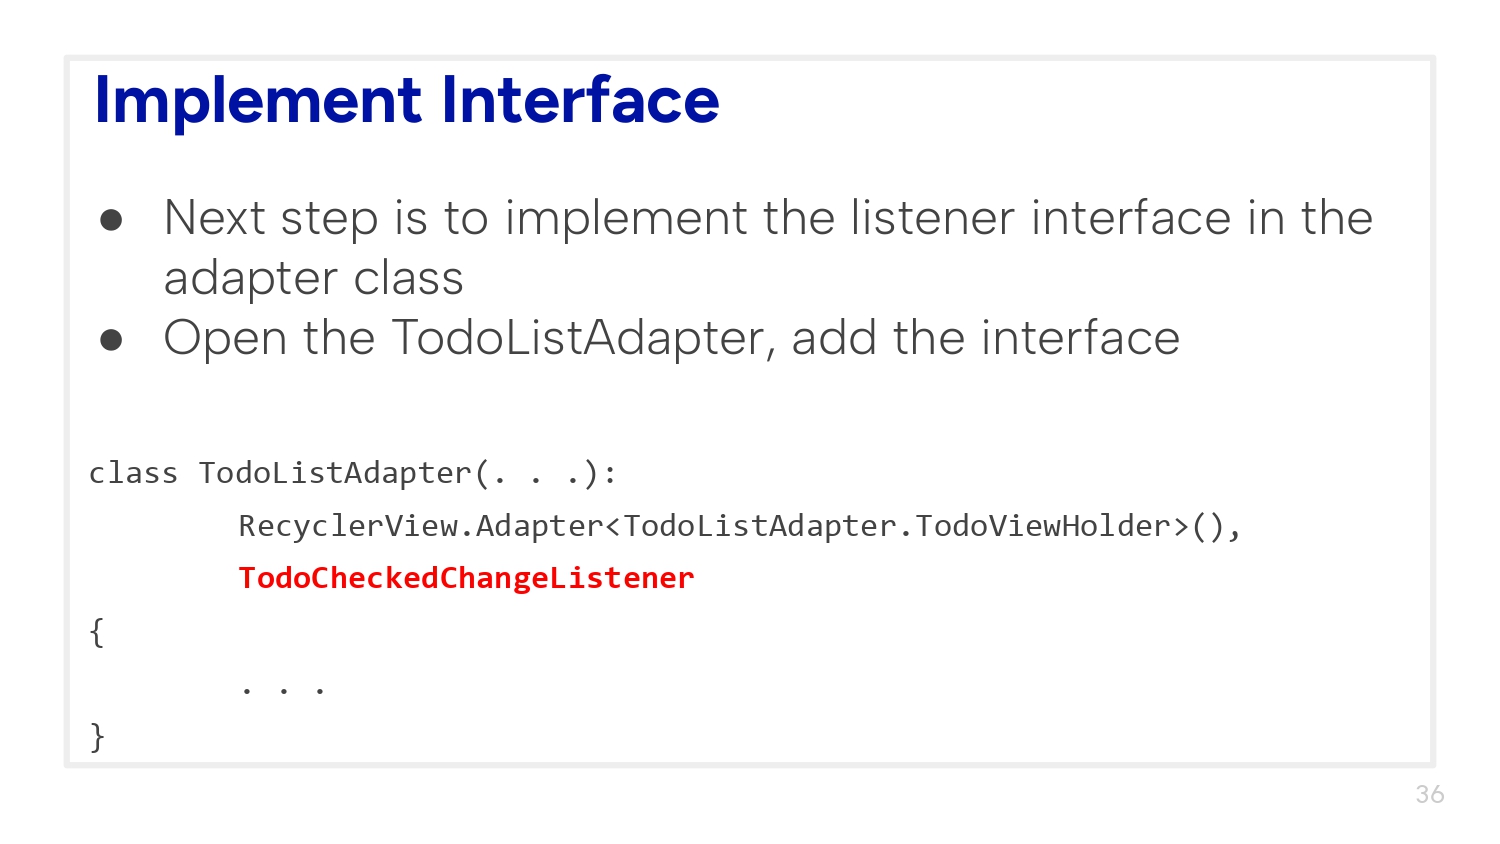 Implement Interface
● Next step is to implement the listener interface in the
adapter class
● Open the TodoListAdapter, add the interface
class TodoListAdapter(. . .):
RecyclerView.Adapter<TodoListAdapter.TodoViewHolder>(),
TodoCheckedChangeListener
{
. . .
}
36